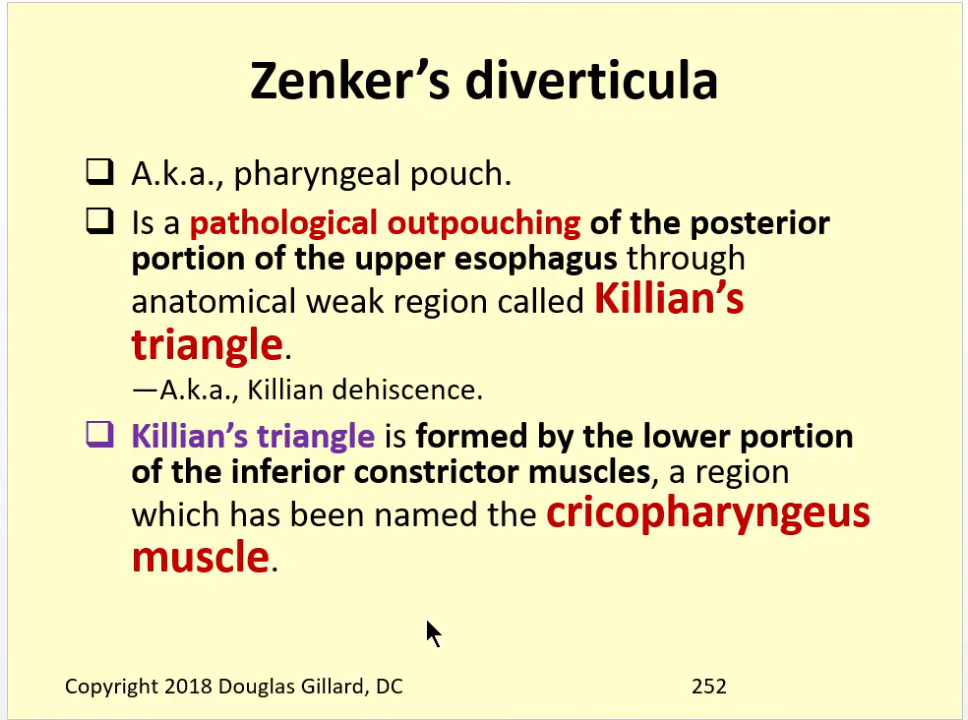 Zenker’s diverticula
❑ A.k.a., pharyngeal pouch.
❑ Is a pathological outpouching of the posterior
portion of the upper esophagus through
anatomical weak region called Killian’s
triangle.
—A.k.a., Killian dehiscence.
❑ Killian’s triangle is formed by the lower portion
of the inferior constrictor muscles, a region
which has been named the cricopharyngeus
muscle.
Copyright 2018 Douglas Gillard, DC 252